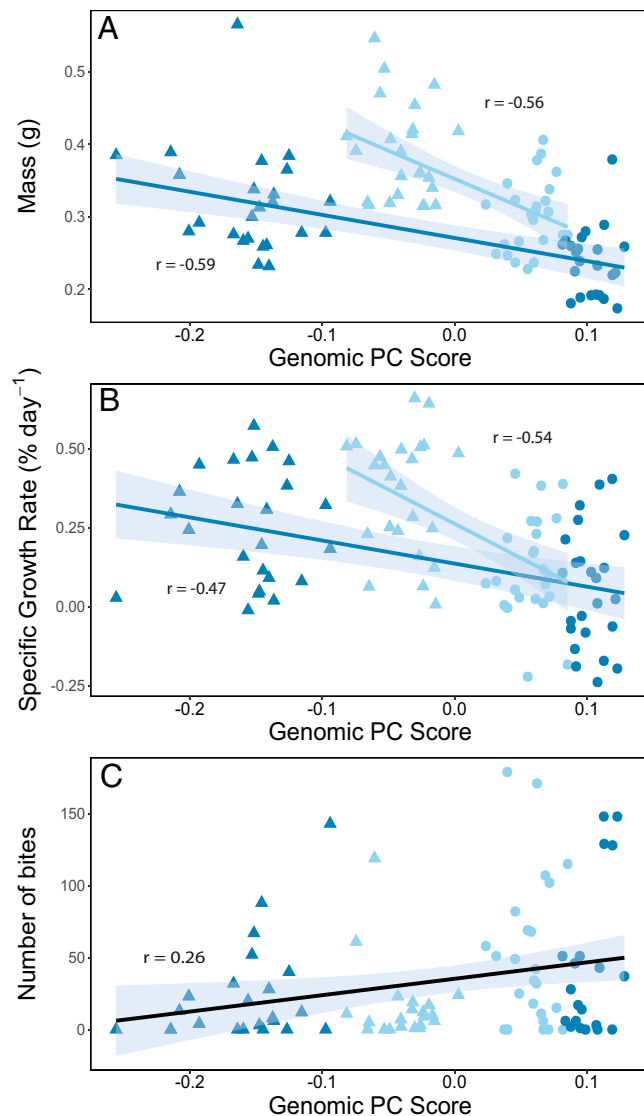 A
Mass (g)
0.5
0.4
0.3
0.2
r = -0.56
r = -0.59
-0.2 -0.1 0.0 0.1
Genomic PC Score
B
Specific Growth Rate (% day⁻¹)
0.50
0.25
0.00
-0.25
r = -0.54
r = -0.47
-0.2 -0.1 0.0 0.1
Genomic PC Score
C
Number of bites
150
100
50
0
r = 0.26
-0.2 -0.1 0.0 0.1
Genomic PC Score